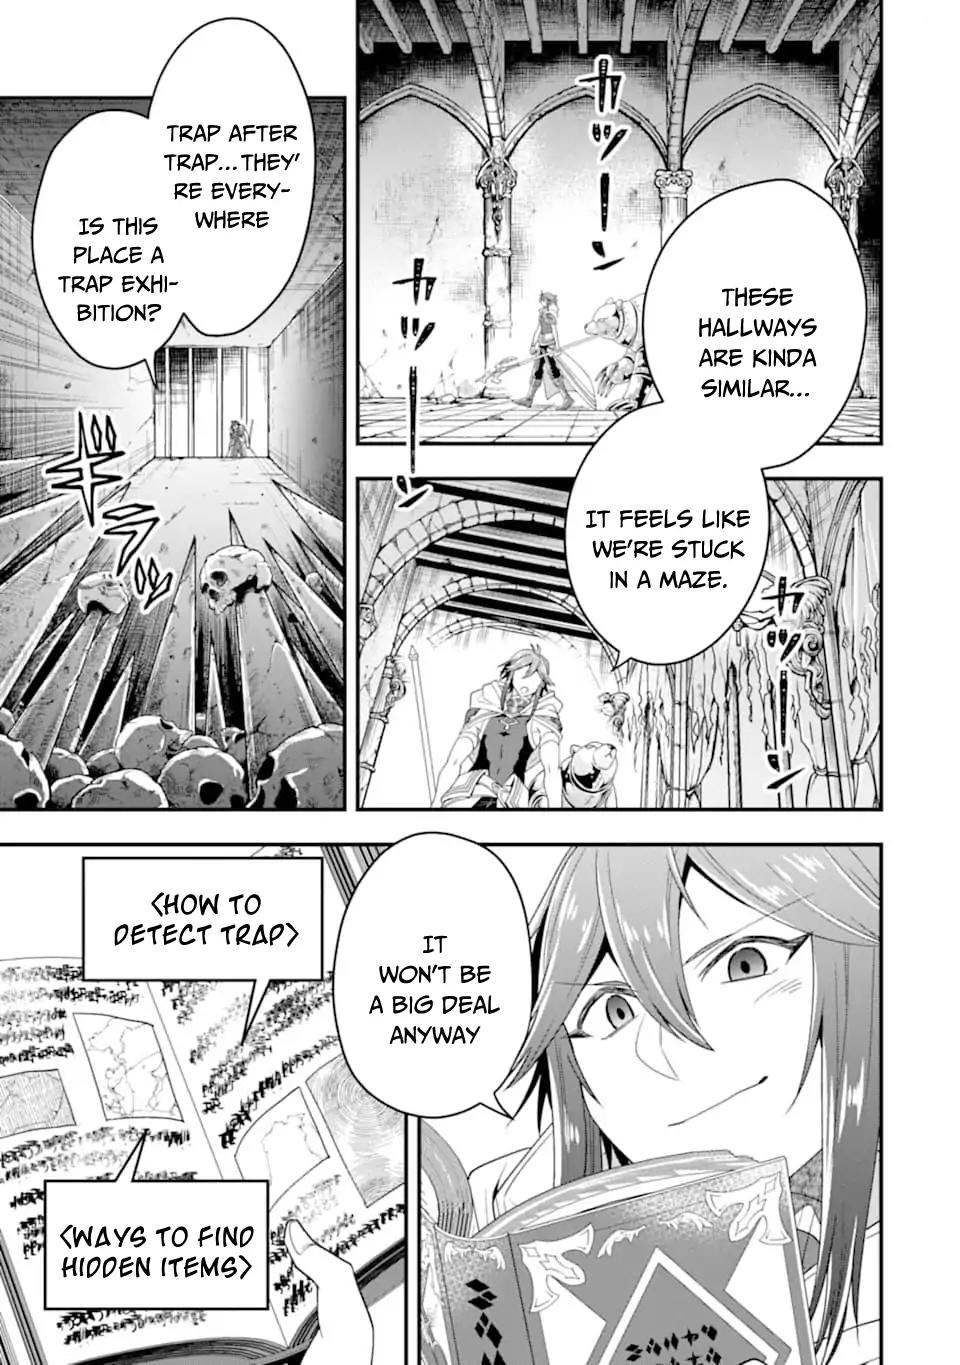 THESE
HALLWAYS
ARE KINDA
SIMILAR...
IT FEELS LIKE
WE'RE STUCK
IN A MAZE.
TRAP AFTER
TRAP...THEY'
RE EVERY-
WHERE
IS THIS
PLACE A
TRAP EXHI-
BITION?
IT
WON'T BE
A BIG DEAL
ANYWAY
<HOW TO
DETECT TRAP>
<WAYS TO FIND
HIDDEN ITEMS>